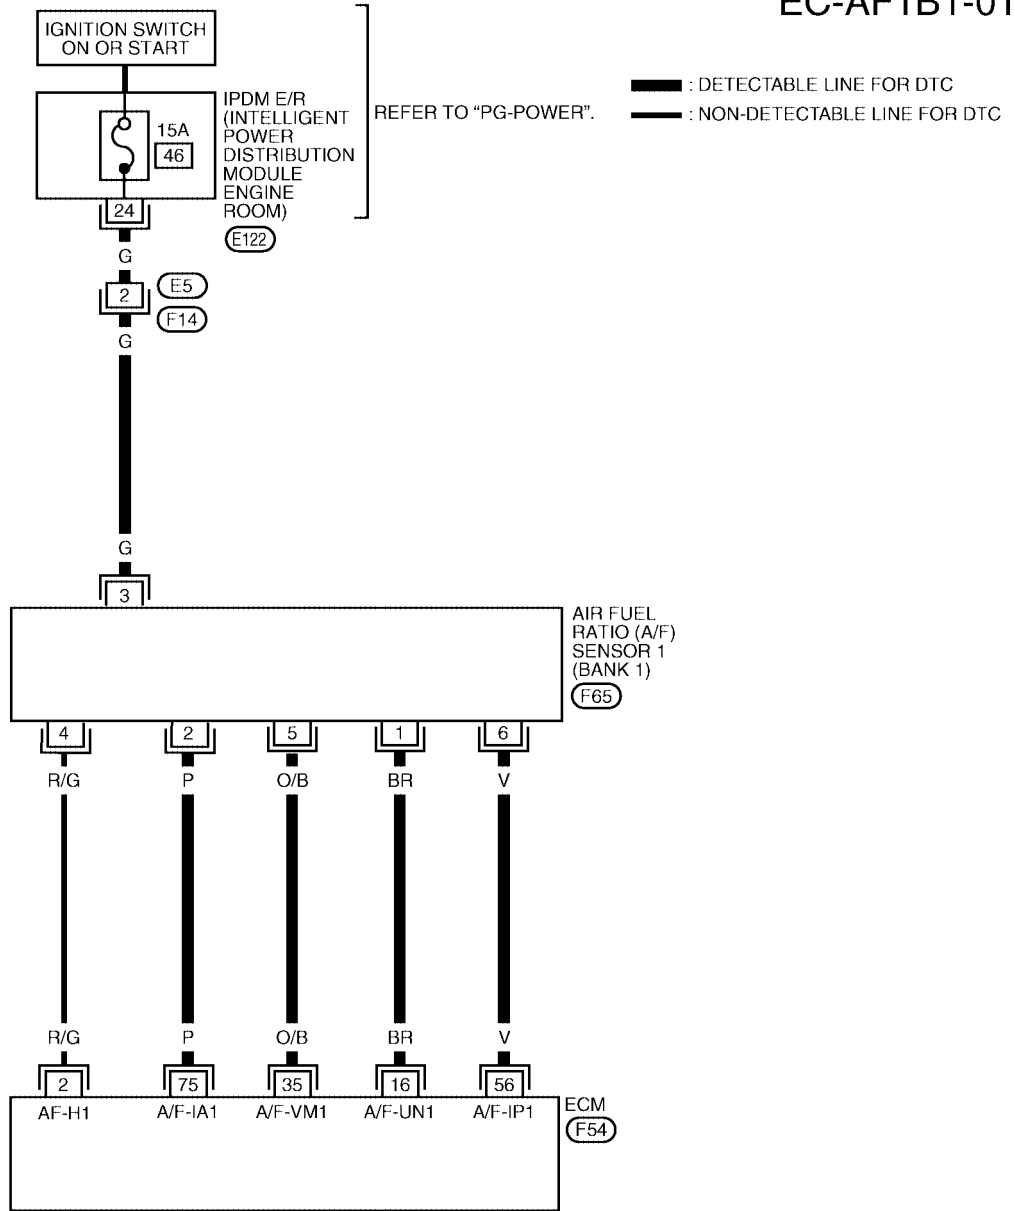 EC-AF1B1-01
IGNITION SWITCH
ON OR START
IPDM E/R
(INTELLIGENT
POWER
DISTRIBUTION
MODULE
ENGINE
ROOM)
E122
15A
46
24
REFER TO “PG-POWER”.
: DETECTABLE LINE FOR DTC
: NON-DETECTABLE LINE FOR DTC
G
2
E5
F14
G
G
3
AIR FUEL
RATIO (A/F)
SENSOR 1
(BANK 1)
F65
4 2 5 1 6
R/G P O/B BR V
R/G P O/B BR V
2 75 35 16 56
AF-H1 A/F-IA1 A/F-VM1 A/F-UN1 A/F-IP1
ECM
F54